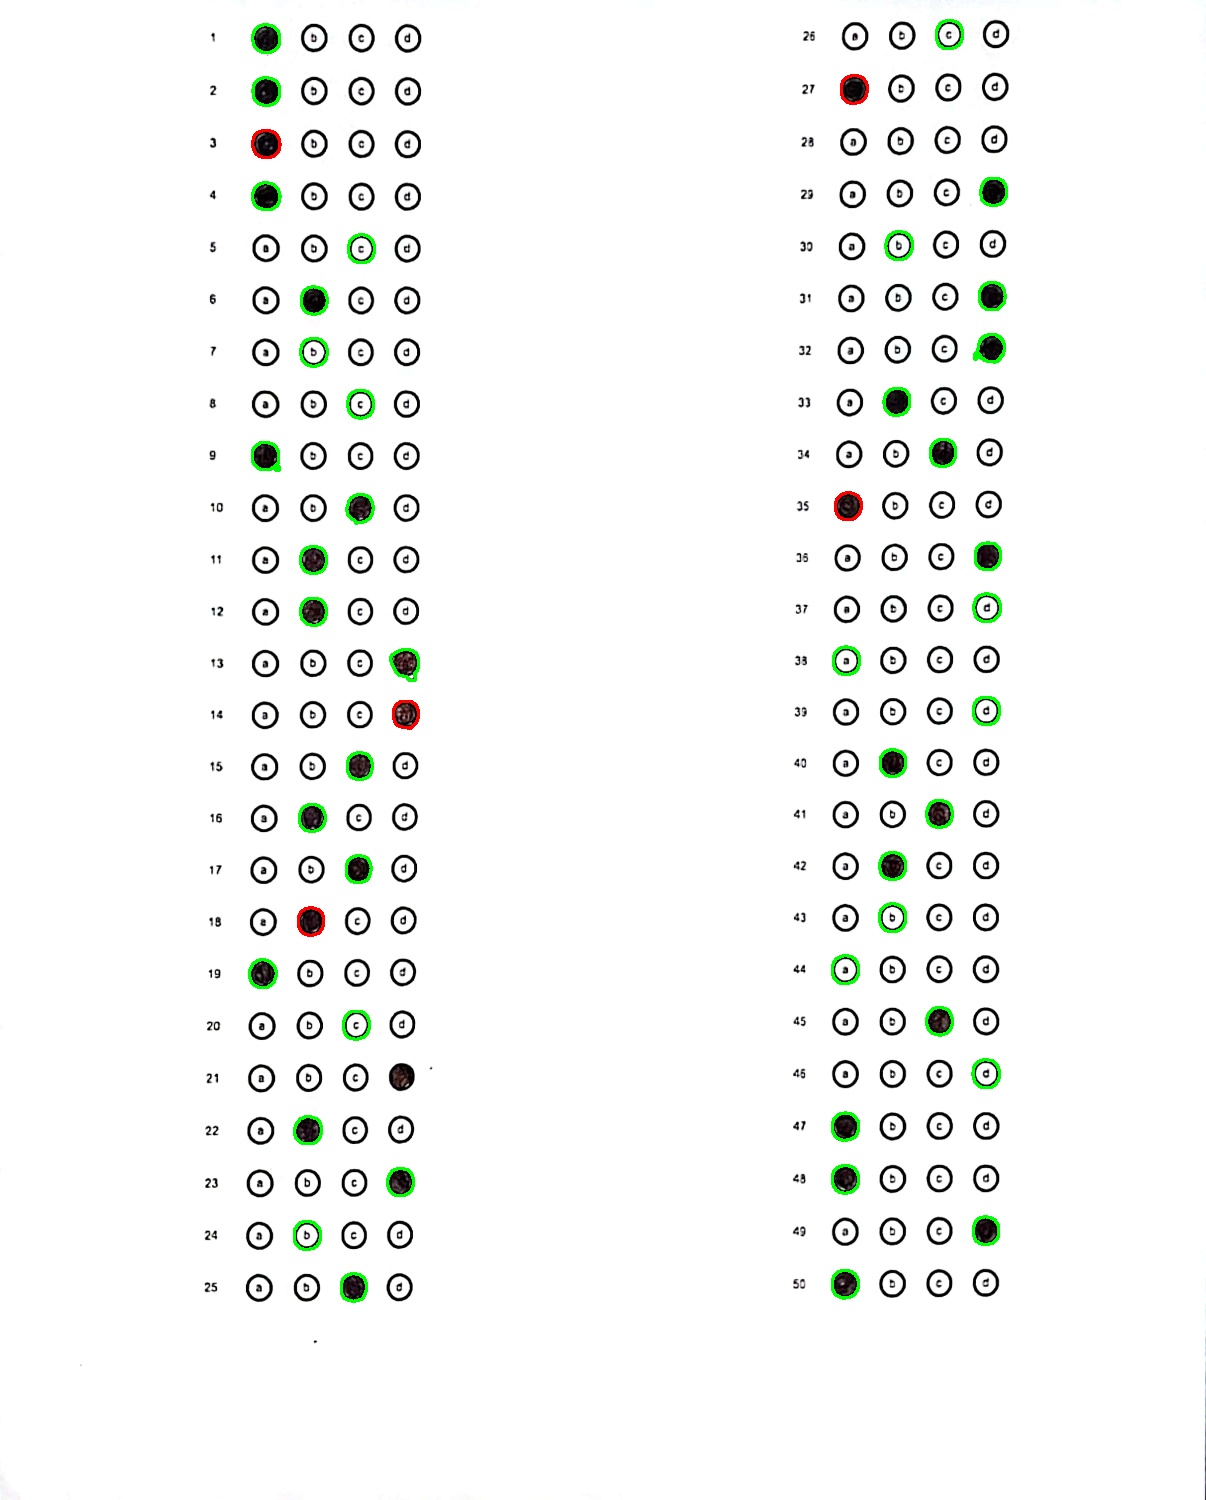 1 b c d
2 b c d
3 b c d
4 b c d
5 a b c d
6 a c d
7 a b c d
8 a b c d
9 b c d
10 a b d
11 a c d
12 a c d
13 a b c
14 a b c
15 a b d
16 a c d
17 a b d
18 a c d
19 b c d
20 a b c d
21 a b c
22 a c d
23 a b c
24 a b c d
25 a b d
26 a b c d
27 b c d
28 a b c d
29 a b c
30 a b c d
31 a b c
32 a b c
33 a c d
34 a b d
35 b c d
36 a b c
37 a b c d
38 a b c d
39 a b c d
40 a c d
41 a b d
42 a c d
43 a b c d
44 a b c d
45 a b d
46 a b c d
47 b c d
48 b c d
49 a b c
50 b c d